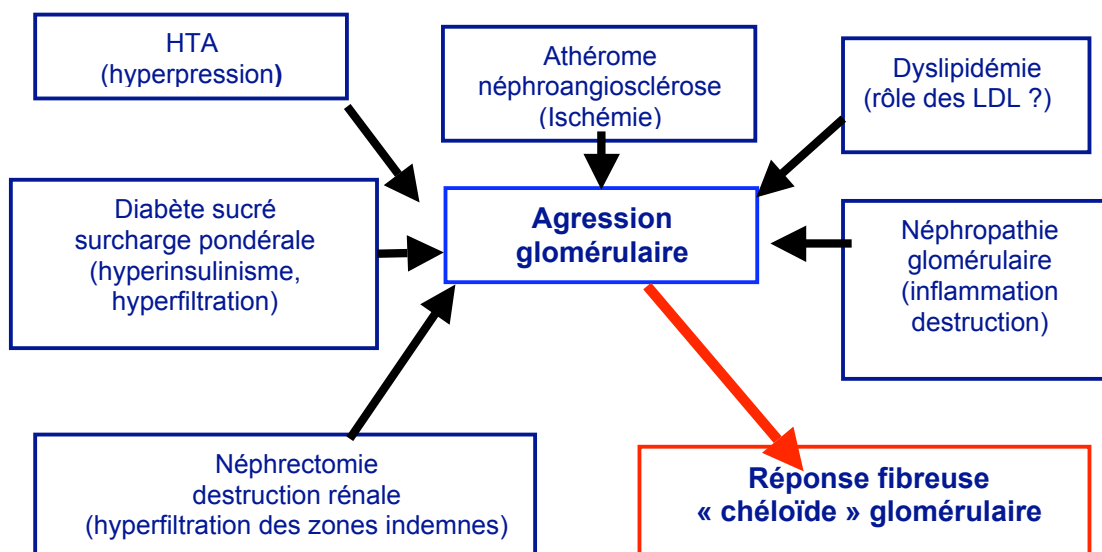 HTA
(hyperpression)
Athérome
néphroangiosclérose
(Ischémie)
Dyslipidémie
(rôle des LDL ?)
Diabète sucré
surcharge pondérale
(hyperinsulinisme,
hyperfiltration)
Agression
glomérulaire
Néphropathie
glomérulaire
(inflammation
destruction)
Néphrectomie
destruction rénale
(hyperfiltration des zones indemnes)
Réponse fibreuse
« chéloïde » glomérulaire